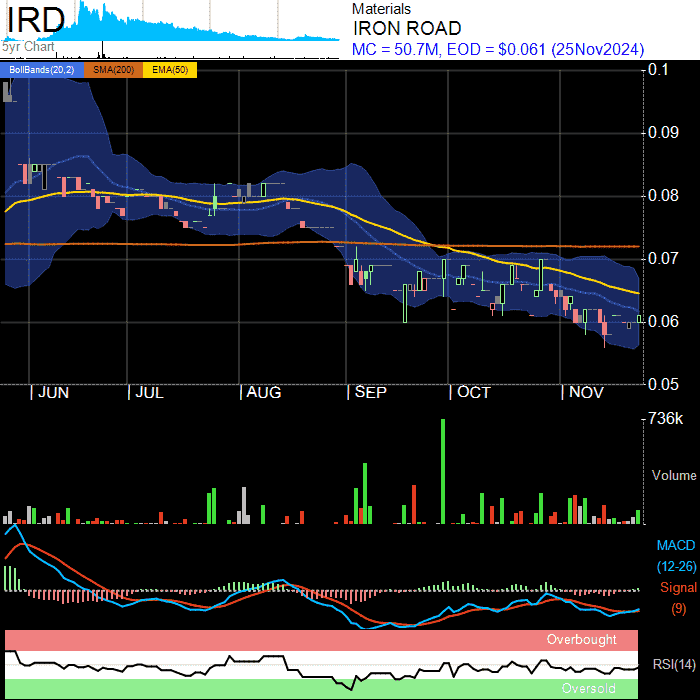 IRD
5yr Chart
Materials
IRON ROAD
MC = 50.7M, EOD = $0.061 (25Nov2024)
BollBands(20,2) SMA(200) EMA(50)
0.1
0.09
0.08
0.07
0.06
0.05
JUN JUL AUG SEP OCT NOV
736k
Volume
MACD
(12-26)
Signal
(9)
Overbought
RSI(14)
Oversold